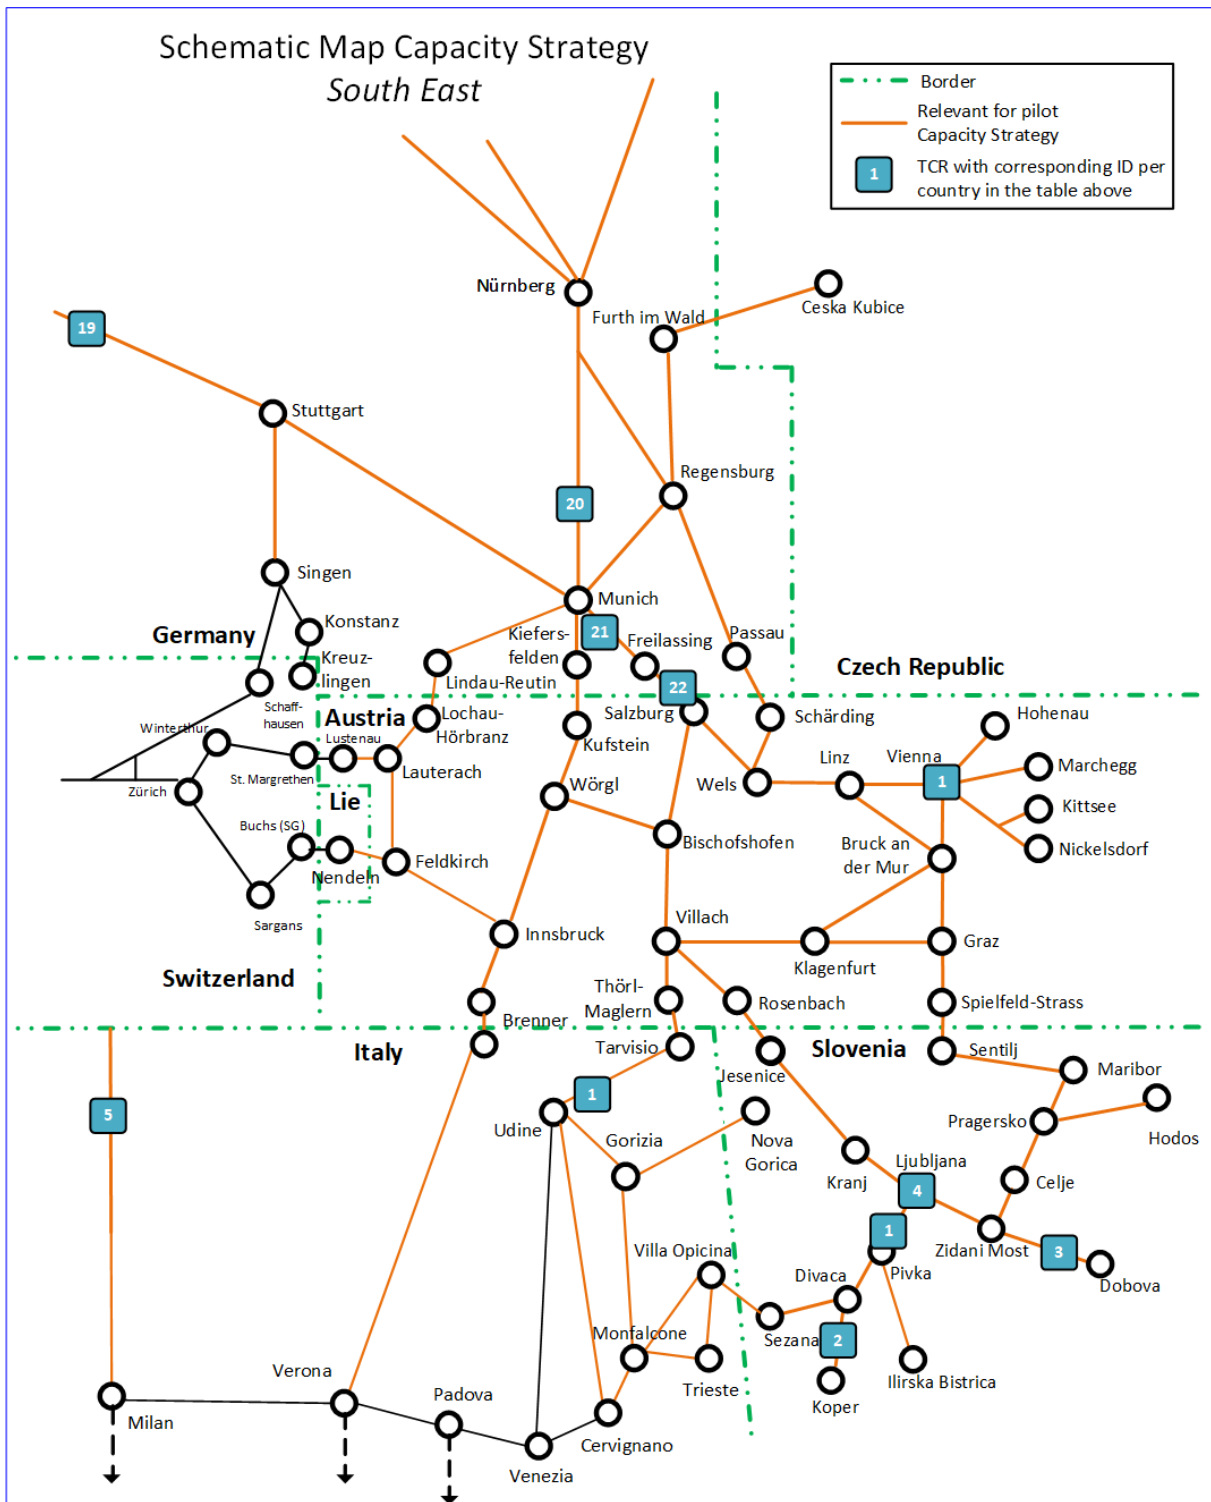 Schematic Map Capacity Strategy
South East
Border
Relevant for pilot
Capacity Strategy
1
TCR with corresponding ID per
country in the table above
Nürnberg
Furth im Wald
Ceska Kubice
19
Stuttgart
Regensburg
20
Singen
Munich
Konstanz
Germany
Kiefers-
felden
21
Freilassing
Passau
Kreuz-
lingen
Lindau-Reutin
22
Czech Republic
Schaff-
hausen
Austria
Lochau-
Hörbranz
Salzburg
Schärding
Hohenau
Winterthur
Lustenau
Kufstein
Linz
Vienna
St. Margrethen
Lauterach
Marchegg
Zürich
Lie
Wörgl
Wels
1
Kittsee
Buchs (SG)
Bischofshofen
Bruck an
der Mur
Nickelsdorf
Nendeln
Feldkirch
Sargans
Villach
Innsbruck
Klagenfurt
Graz
Switzerland
Thörl-
Maglern
Rosenbach
Spielfeld-Strass
Brenner
Italy
Tarvisio
Slovenia
Sentilj
Jesenice
Maribor
5
1
Udine
Gorizia
Nova
Gorica
Pragersko
Hodos
Kranj
Ljubljana
4
Celje
1
Zidani Most
3
Villa Opicina
Pivka
Divaca
Dobova
Monfalcone
Sezana
2
Verona
Padova
Trieste
Koper
Ilirska Bistrica
Milan
Cervignano
Venezia